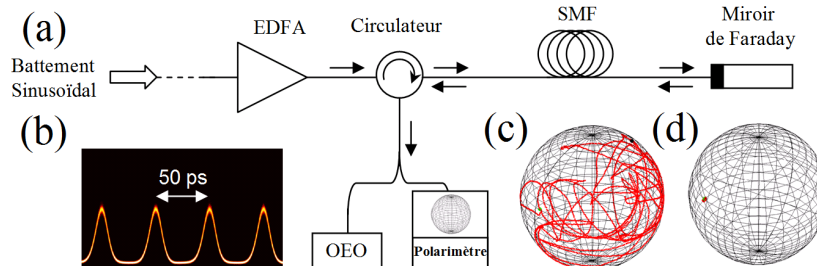 (a)
Battement
Sinusoïdal
EDFA
Circulateur
SMF
Miroir
de Faraday
(b)
50 ps
OEO
Polarimètre
(c)
(d)